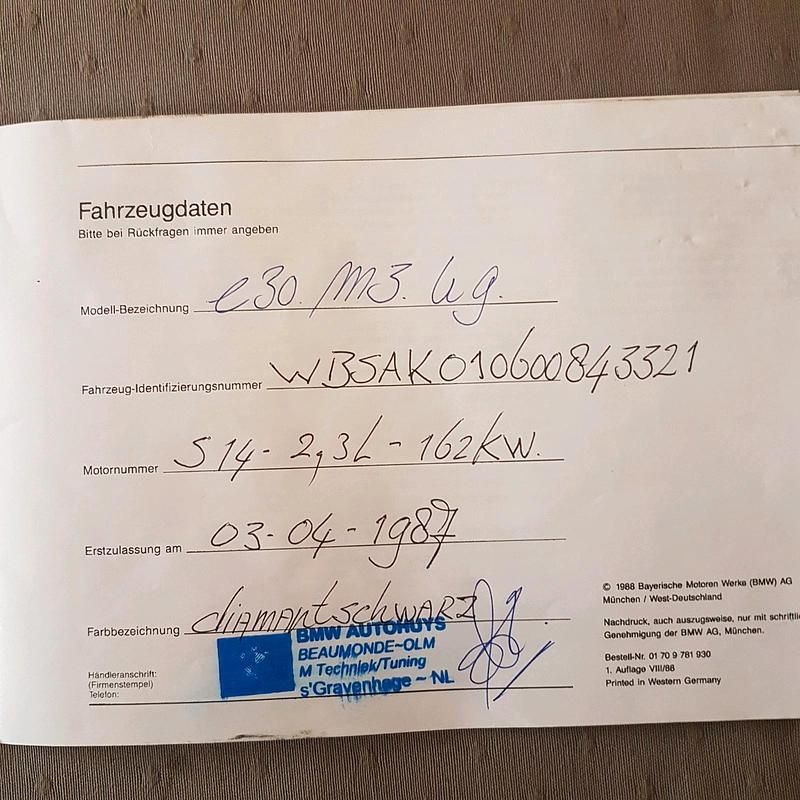 Fahrzeugdaten
Bitte bei Rückfragen immer angeben
Modell-Bezeichnung e30. M3.
Fahrzeug-Identifizierungsnummer WBSAK010600843321
Motornummer S14 - 2,3L - 162kW.
Erstzulassung am 03-04-1987
Farbbezeichnung diamantschwarz
Händleranschrift:
(Firmenstempel)
Telefon:
BMW AUTOHUYS
BEAUMONDE~OLM
M Techniek/Tuning
s'Gravenhage ~ NL
© 1988 Bayerische Motoren Werke (BMW) AG
München / West-Deutschland
Nachdruck, auch auszugsweise, nur mit schriftli
Genehmigung der BMW AG, München.
Bestell-Nr. 01 70 9 781 930
1. Auflage VIII/88
Printed in Western Germany